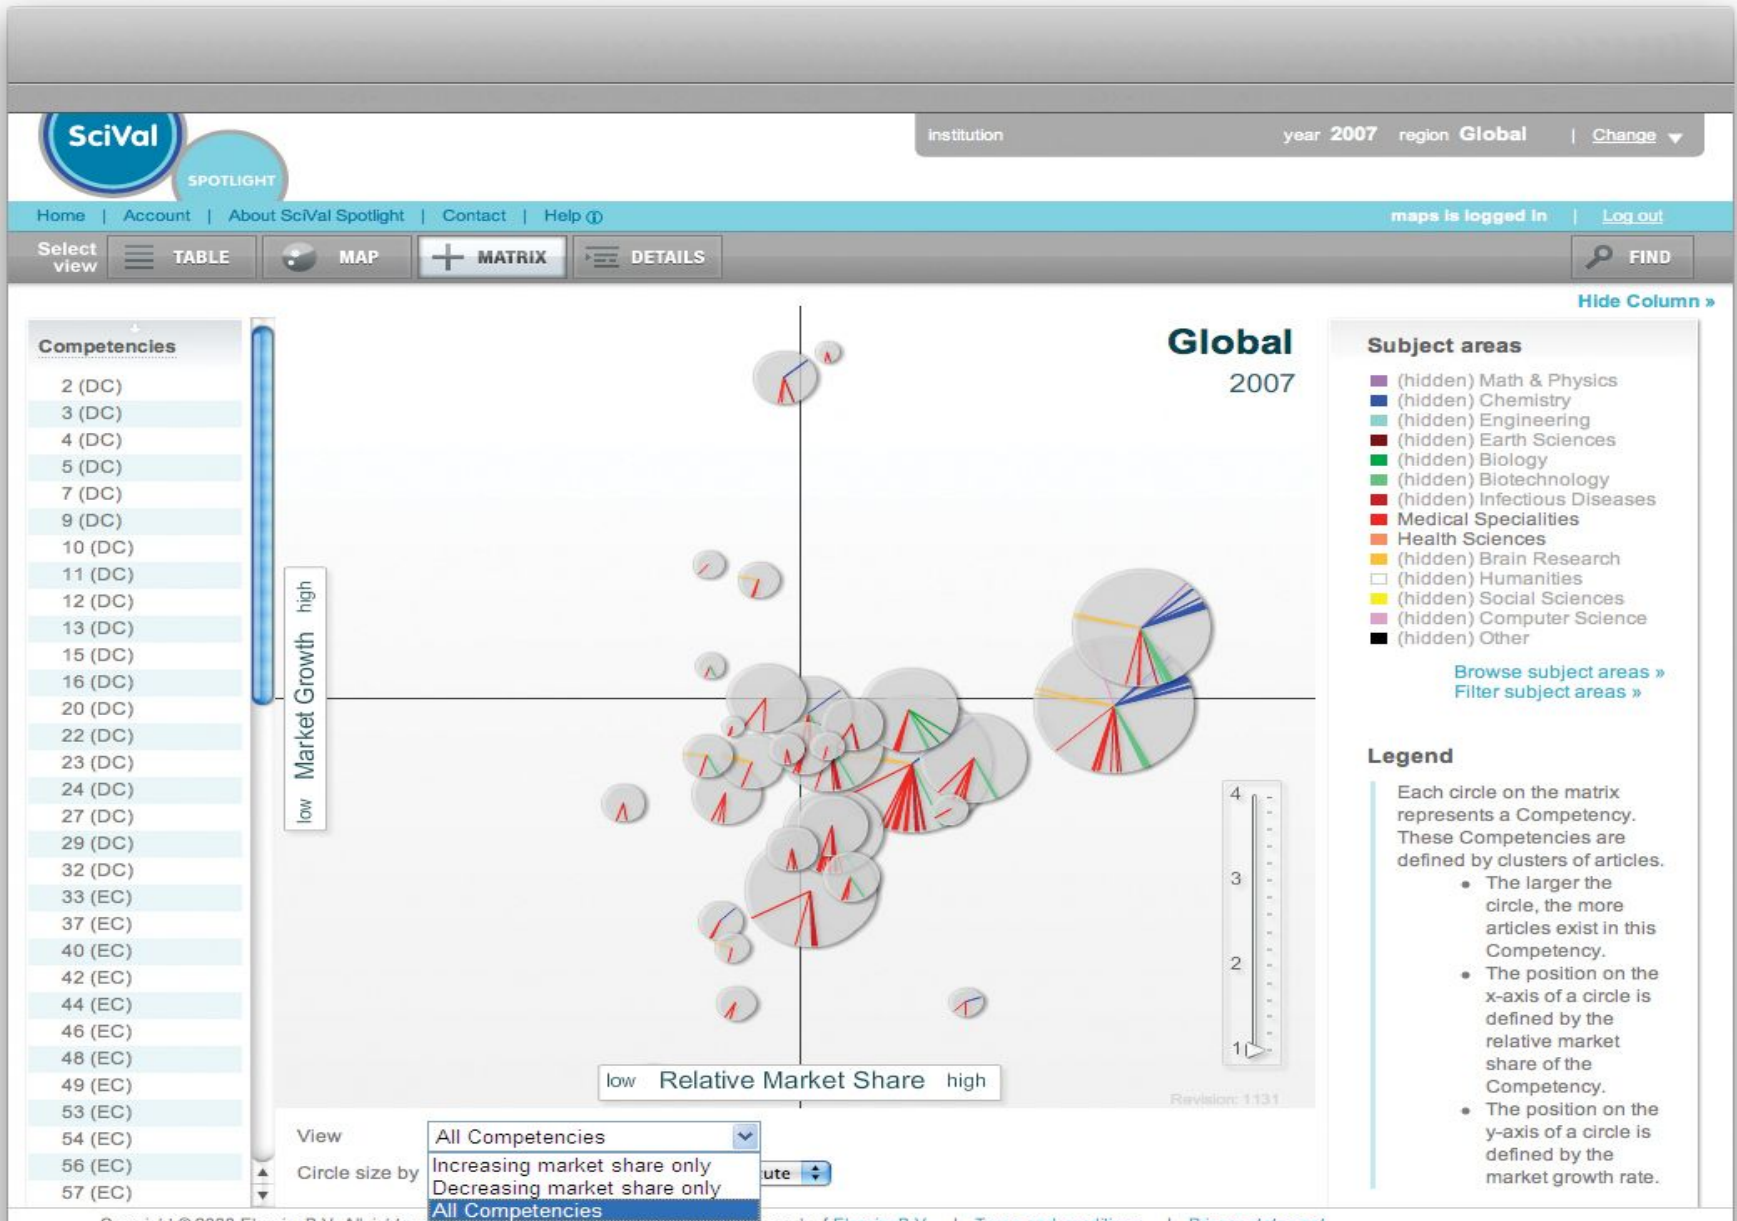 SciVal
SPOTLIGHT
institution year 2007 region Global | Change
Home | Account | About SciVal Spotlight | Contact | Help
maps is logged in | Log out
Select view
TABLE
MAP
MATRIX
DETAILS
FIND
Hide Column »
Competencies
2 (DC)
3 (DC)
4 (DC)
5 (DC)
7 (DC)
9 (DC)
10 (DC)
11 (DC)
12 (DC)
13 (DC)
15 (DC)
16 (DC)
20 (DC)
22 (DC)
23 (DC)
24 (DC)
27 (DC)
29 (DC)
32 (DC)
33 (EC)
37 (EC)
40 (EC)
42 (EC)
44 (EC)
46 (EC)
48 (EC)
49 (EC)
53 (EC)
54 (EC)
56 (EC)
57 (EC)
Global
2007
low Market Growth high
low Relative Market Share high
4
3
2
1
Revision: 1131
View
All Competencies
Increasing market share only
Decreasing market share only
All Competencies
Circle size by
Subject areas
(hidden) Math & Physics
(hidden) Chemistry
(hidden) Engineering
(hidden) Earth Sciences
(hidden) Biology
(hidden) Biotechnology
(hidden) Infectious Diseases
Medical Specialities
Health Sciences
(hidden) Brain Research
(hidden) Humanities
(hidden) Social Sciences
(hidden) Computer Science
(hidden) Other
Browse subject areas »
Filter subject areas »
Legend
Each circle on the matrix
represents a Competency.
These Competencies are
defined by clusters of articles.
• The larger the
circle, the more
articles exist in this
Competency.
• The position on the
x-axis of a circle is
defined by the
relative market
share of the
Competency.
• The position on the
y-axis of a circle is
defined by the
market growth rate.